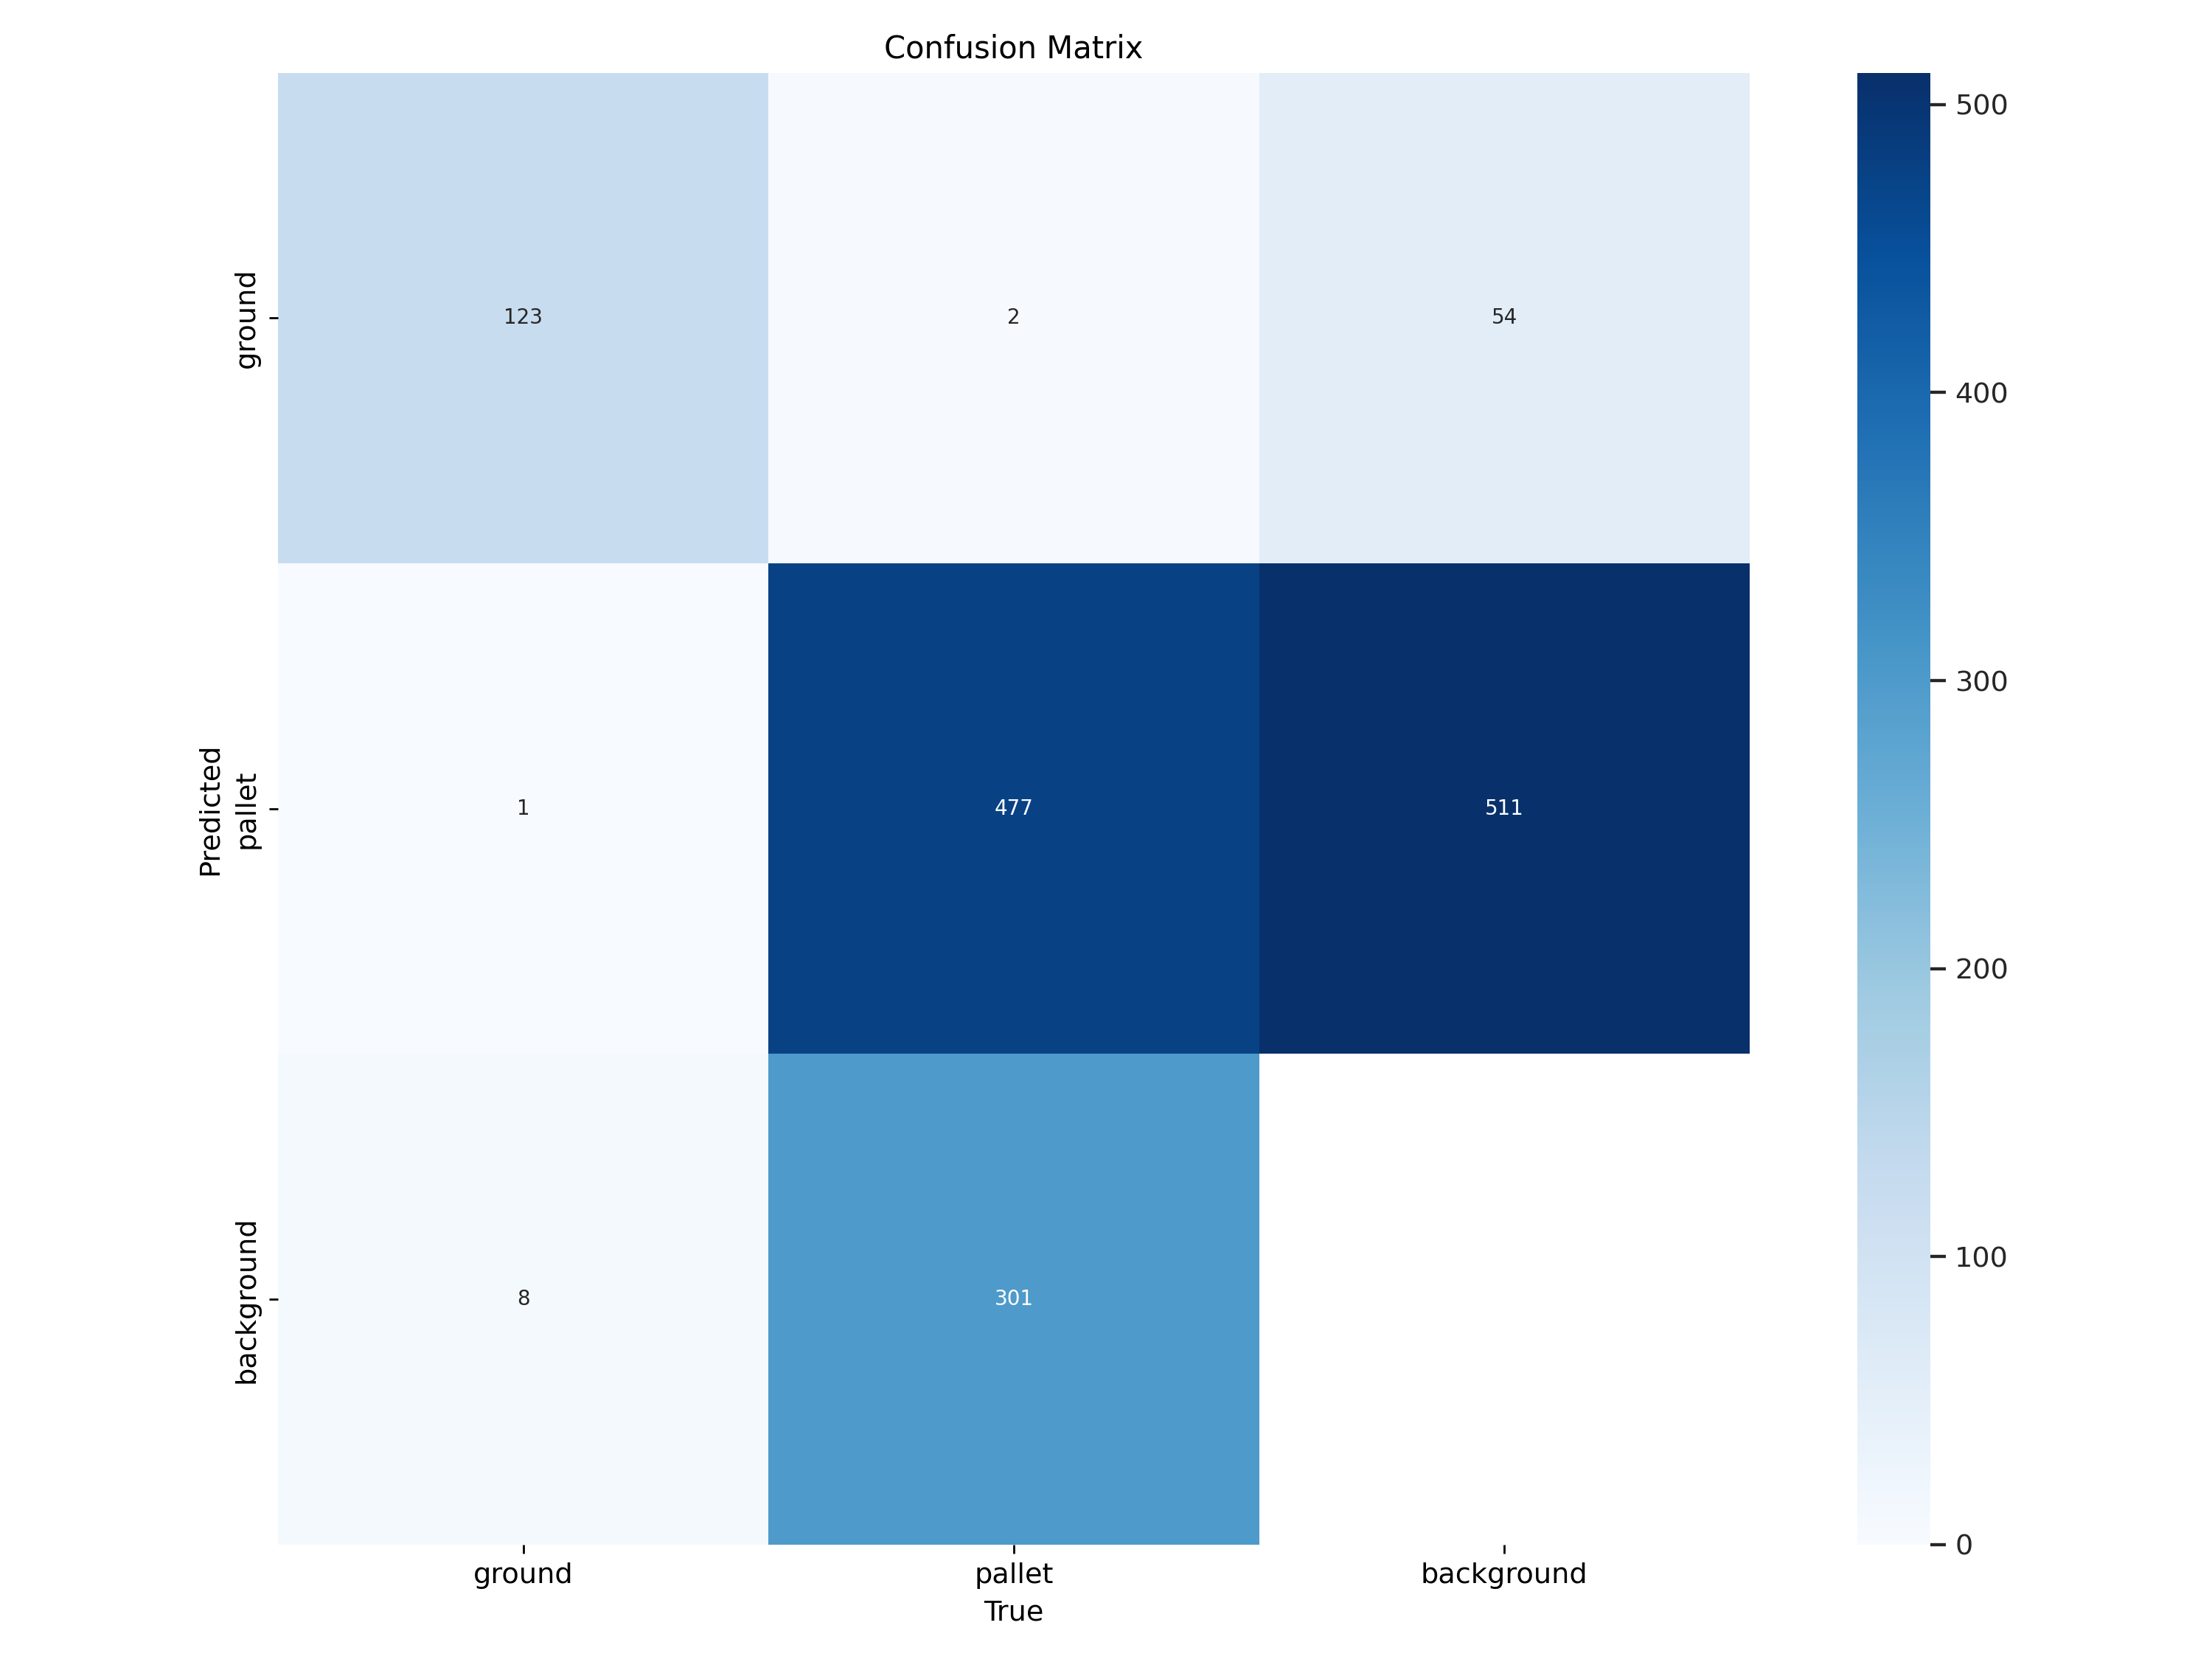 Confusion Matrix
ground
123
2
54
500
400
300
200
100
0
Predicted
pallet
1
477
511
background
8
301
ground
pallet
background
True